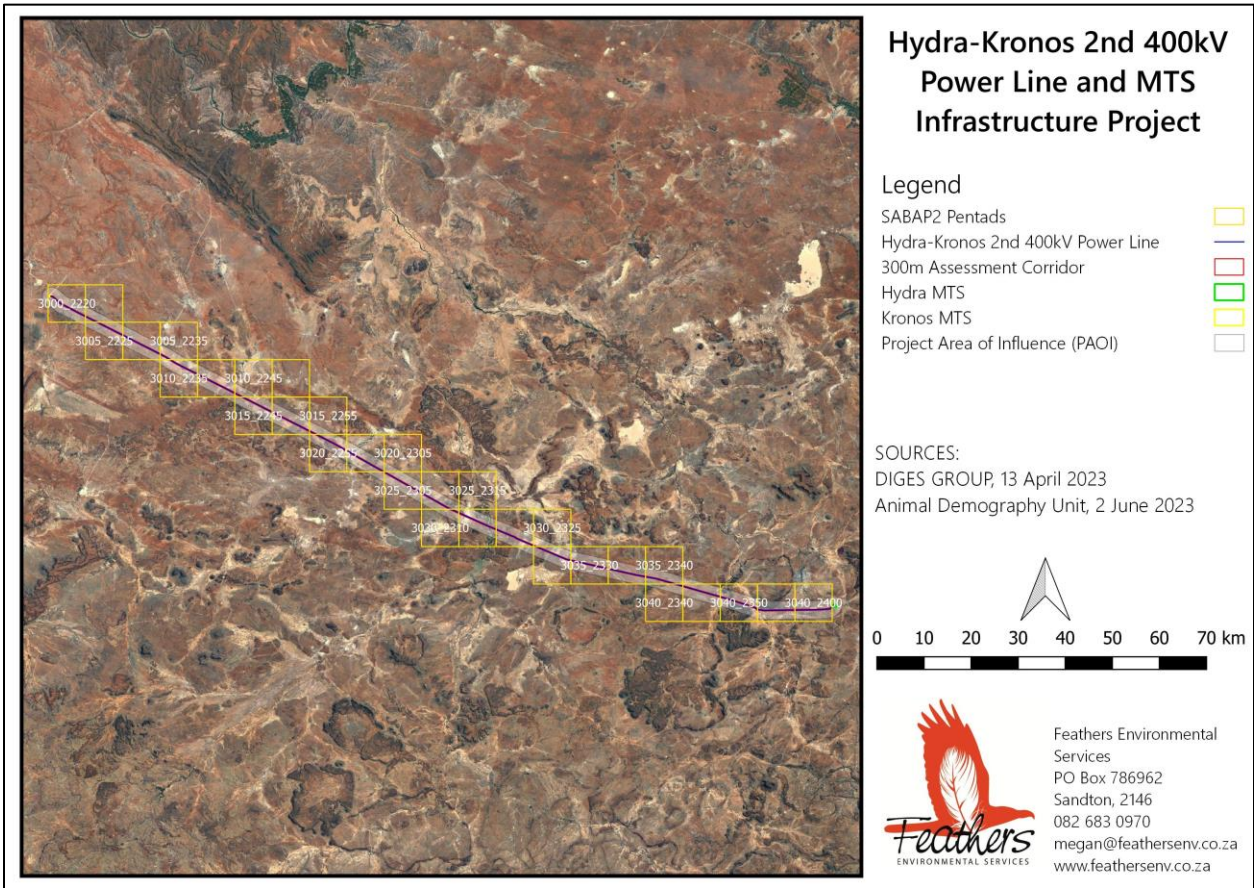 Hydra-Kronos 2nd 400kV
Power Line and MTS
Infrastructure Project
Legend
SABAP2 Pentads
Hydra-Kronos 2nd 400kV Power Line
300m Assessment Corridor
Hydra MTS
Kronos MTS
Project Area of Influence (PAOI)
SOURCES:
DIGES GROUP, 13 April 2023
Animal Demography Unit, 2 June 2023
0 10 20 30 40 50 60 70 km
Feathers
ENVIRONMENTAL SERVICES
Feathers Environmental
Services
PO Box 786962
Sandton, 2146
082 683 0970
megan@feathersenv.co.za
www.feathersenv.co.za
3000_2220
3005_2225
3005_2235
3010_2235
3010_2245
3015_2245
3015_2255
3020_2255
3020_2305
3025_2305
3025_2315
3030_2325
3035_2330
3035_2340
3040_2340
3040_2350
3040_2400